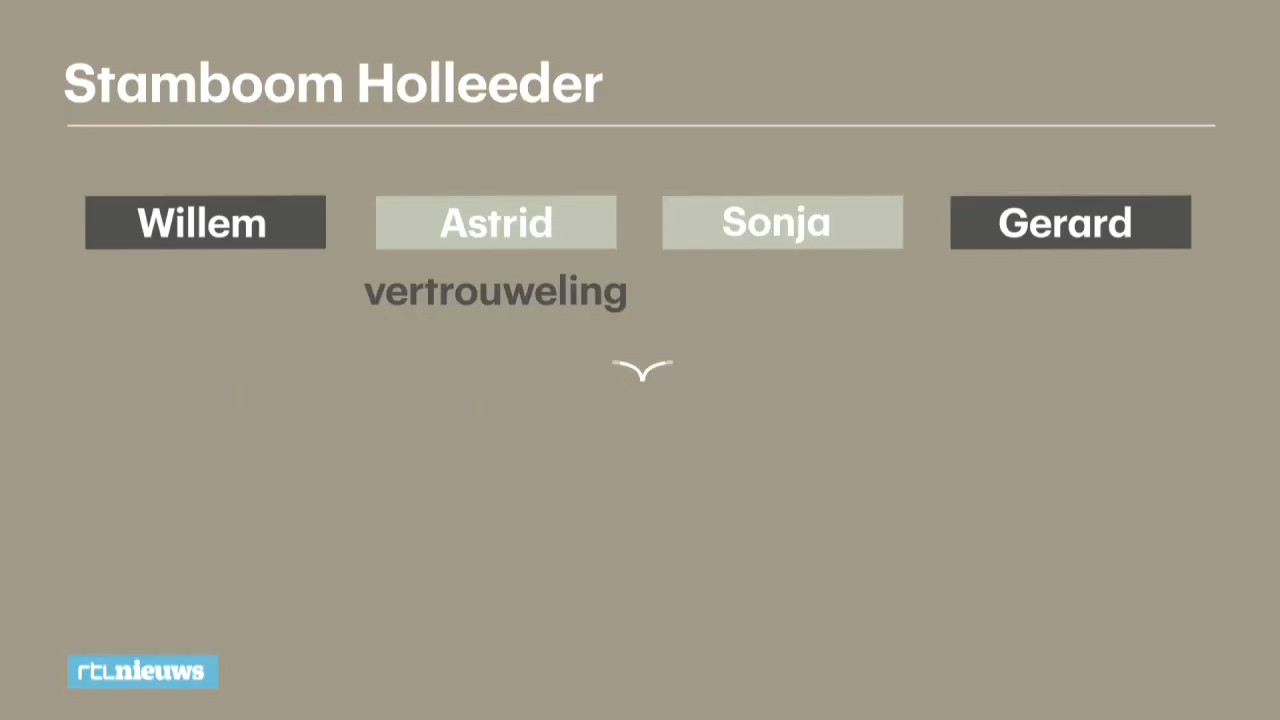 Stamboom Holleeder
Willem Astrid Sonja Gerard
vertrouweling
rtlnieuws